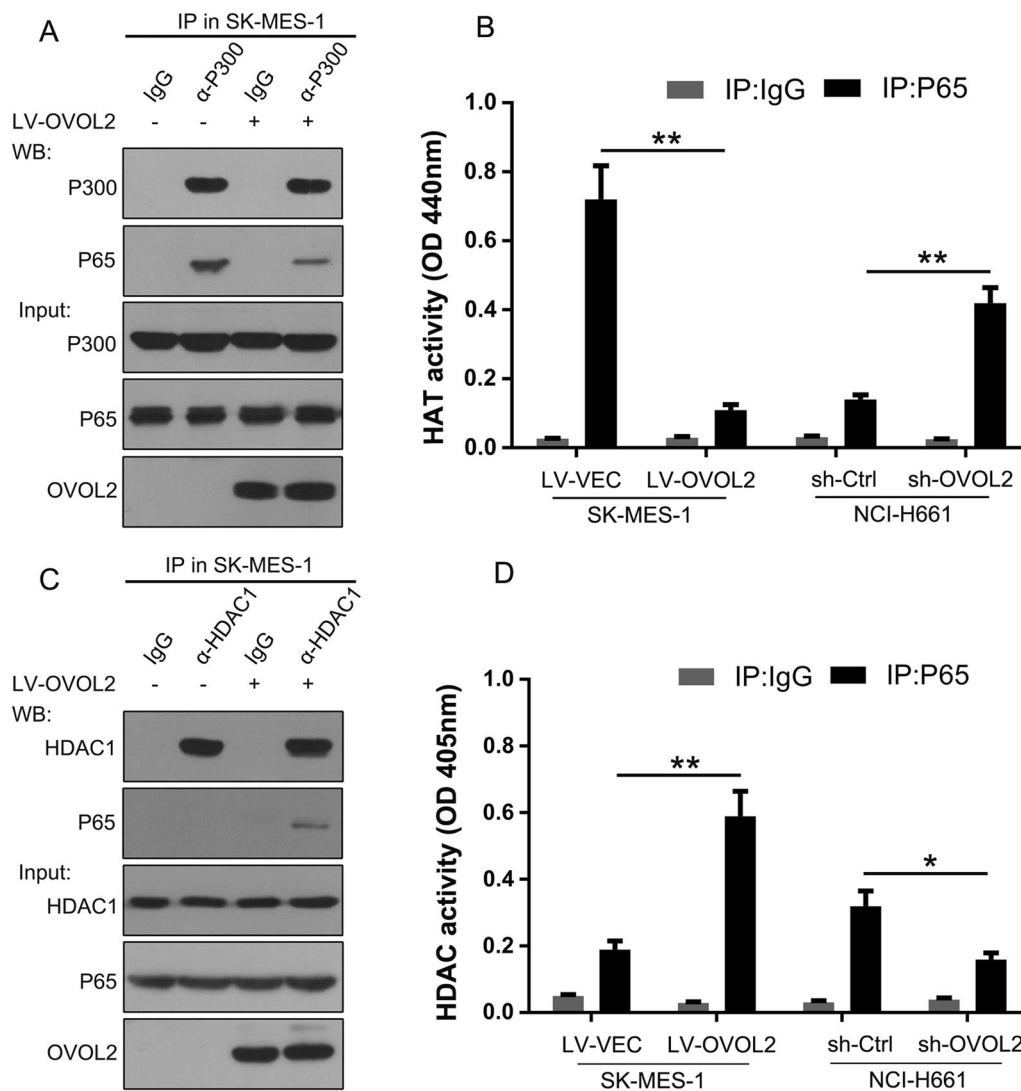 A
IP in SK-MES-1
IgG α-P300 IgG α-P300
LV-OVOL2 - - + +
WB:
P300
P65
Input:
P300
P65
OVOL2
B
IP:IgG IP:P65
HAT activity (OD 440nm)
1.0
0.8
0.6
0.4
0.2
0.0
** **
LV-VEC LV-OVOL2 sh-Ctrl sh-OVOL2
SK-MES-1 NCI-H661
C
IP in SK-MES-1
IgG α-HDAC1 IgG α-HDAC1
LV-OVOL2 - - + +
WB:
HDAC1
P65
Input:
HDAC1
P65
OVOL2
D
IP:IgG IP:P65
HDAC activity (OD 405nm)
1.0
0.8
0.6
0.4
0.2
0.0
** *
LV-VEC LV-OVOL2 sh-Ctrl sh-OVOL2
SK-MES-1 NCI-H661